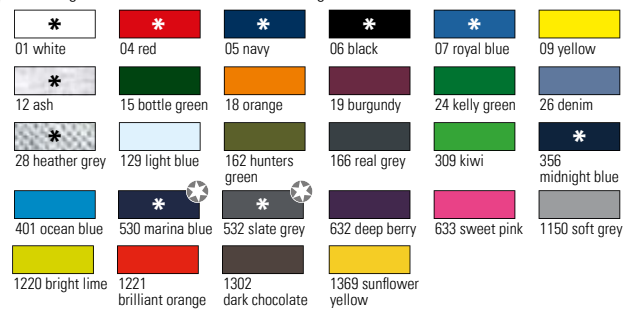 01 white 04 red 05 navy 06 black 07 royal blue 09 yellow
12 ash 15 bottle green 18 orange 19 burgundy 24 kelly green 26 denim
28 heather grey 129 light blue 162 hunters green 166 real grey 309 kiwi 356 midnight blue
401 ocean blue 530 marina blue 532 slate grey 632 deep berry 633 sweet pink 1150 soft grey
1220 bright lime 1221 brilliant orange 1302 dark chocolate 1369 sunflower yellow